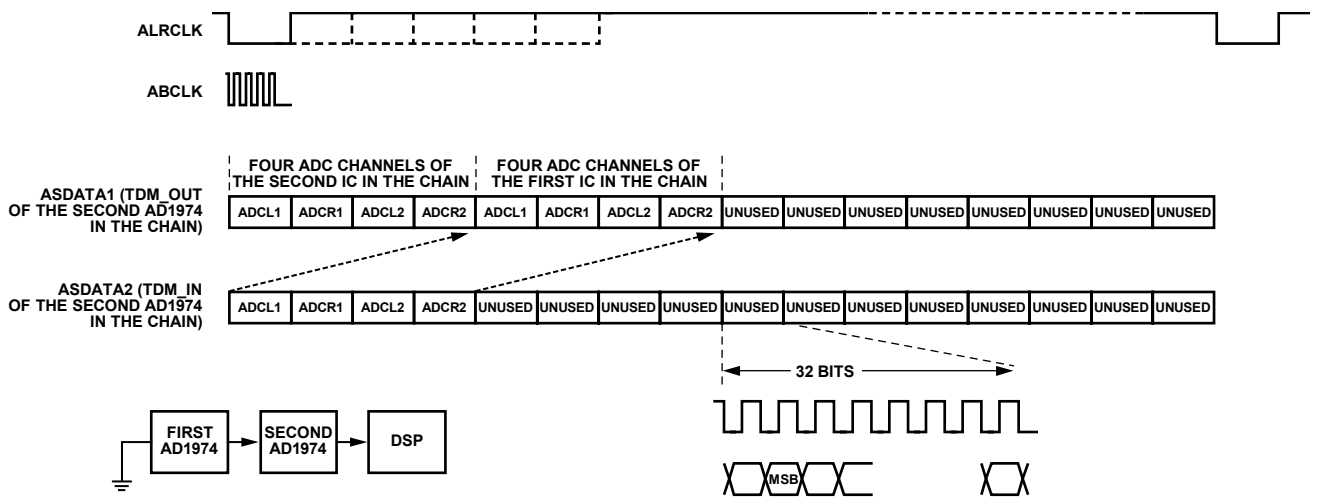 ALRCLK
ABCLK
FOUR ADC CHANNELS OF
THE SECOND IC IN THE CHAIN
FOUR ADC CHANNELS OF
THE FIRST IC IN THE CHAIN
ASDATA1 (TDM_OUT
OF THE SECOND AD1974
IN THE CHAIN)
ADCL1 ADCR1 ADCL2 ADCR2 ADCL1 ADCR1 ADCL2 ADCR2 UNUSED UNUSED UNUSED UNUSED UNUSED UNUSED UNUSED UNUSED
ASDATA2 (TDM_IN
OF THE SECOND AD1974
IN THE CHAIN)
ADCL1 ADCR1 ADCL2 ADCR2 UNUSED UNUSED UNUSED UNUSED UNUSED UNUSED UNUSED UNUSED UNUSED UNUSED UNUSED UNUSED
32 BITS
FIRST
AD1974
SECOND
AD1974
DSP
MSB